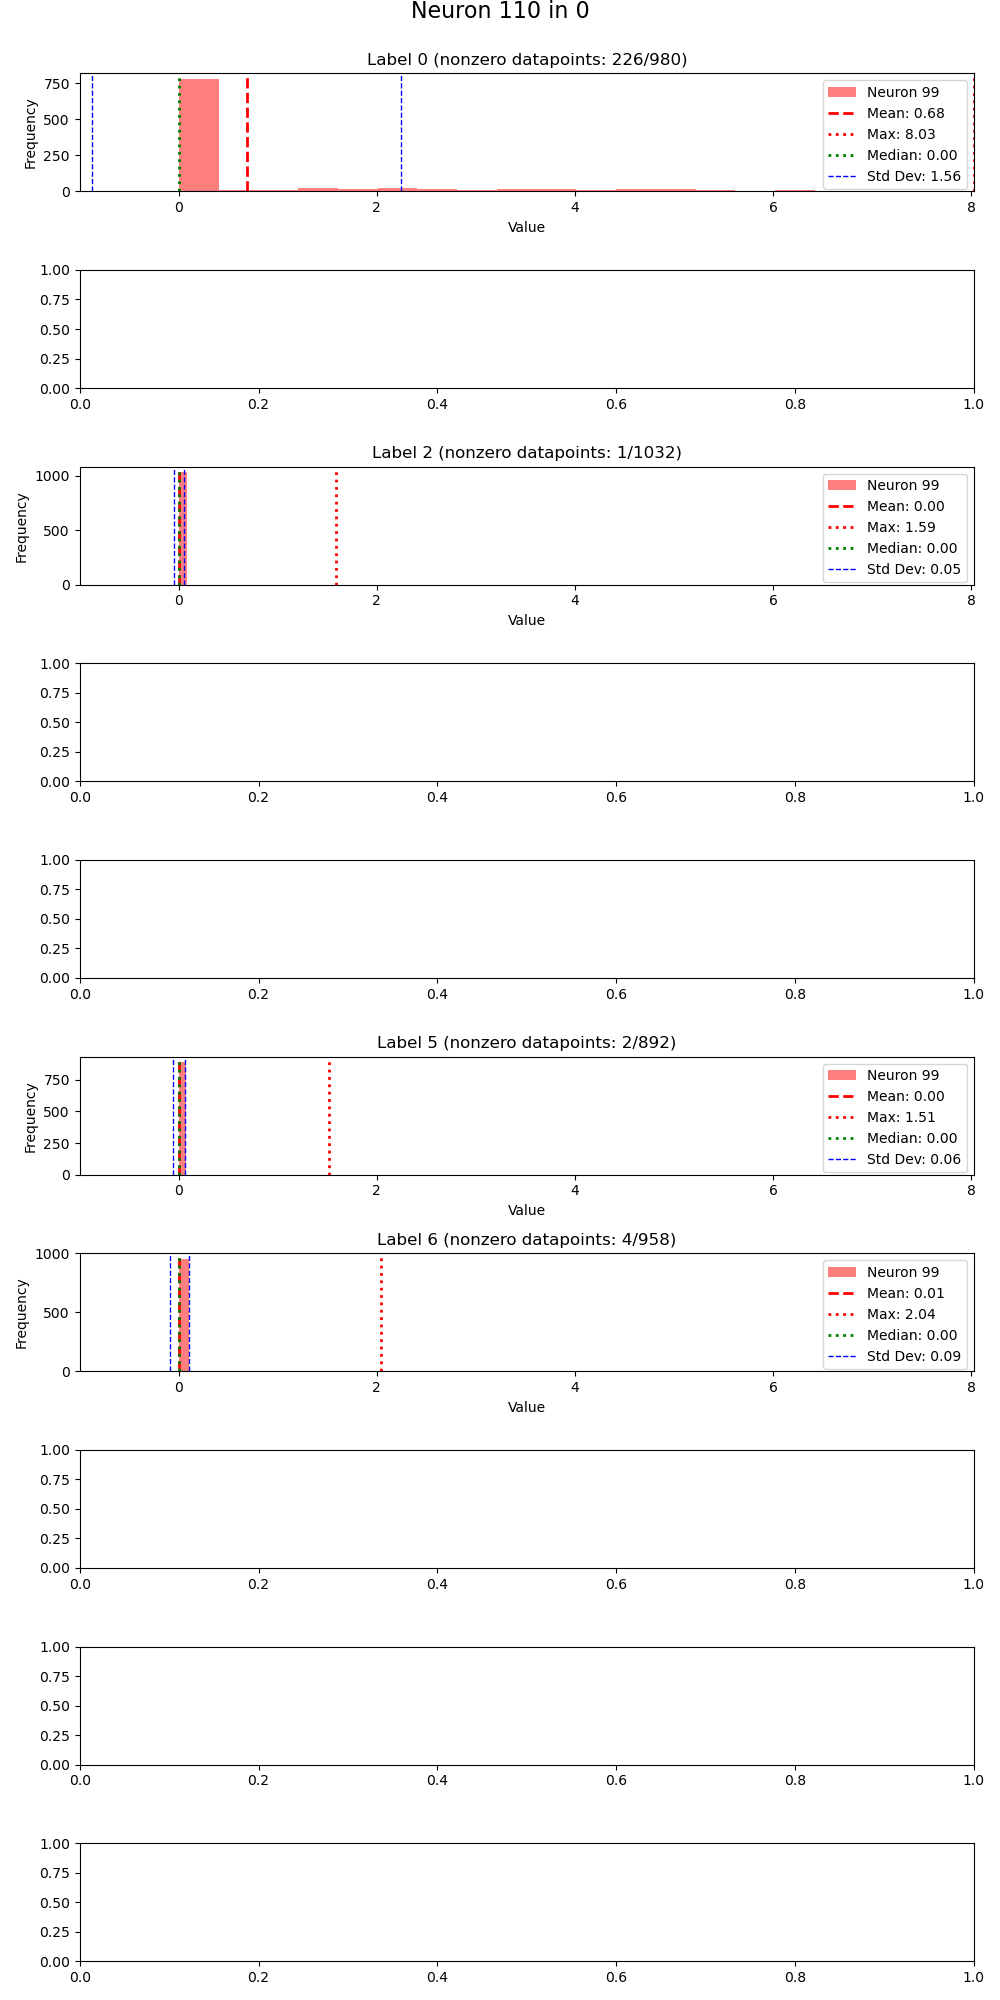 Neuron 110 in 0
Label 0 (nonzero datapoints: 226/980)
Frequency
750
500
250
0
Neuron 99
Mean: 0.68
Max: 8.03
Median: 0.00
Std Dev: 1.56
0 2 4 6 8
Value
1.00
0.75
0.50
0.25
0.00
0.0 0.2 0.4 0.6 0.8 1.0
Label 2 (nonzero datapoints: 1/1032)
Frequency
1000
500
0
Neuron 99
Mean: 0.00
Max: 1.59
Median: 0.00
Std Dev: 0.05
0 2 4 6 8
Value
1.00
0.75
0.50
0.25
0.00
0.0 0.2 0.4 0.6 0.8 1.0
1.00
0.75
0.50
0.25
0.00
0.0 0.2 0.4 0.6 0.8 1.0
Label 5 (nonzero datapoints: 2/892)
Frequency
750
500
250
0
Neuron 99
Mean: 0.00
Max: 1.51
Median: 0.00
Std Dev: 0.06
0 2 4 6 8
Value
Label 6 (nonzero datapoints: 4/958)
Frequency
1000
500
0
Neuron 99
Mean: 0.01
Max: 2.04
Median: 0.00
Std Dev: 0.09
0 2 4 6 8
Value
1.00
0.75
0.50
0.25
0.00
0.0 0.2 0.4 0.6 0.8 1.0
1.00
0.75
0.50
0.25
0.00
0.0 0.2 0.4 0.6 0.8 1.0
1.00
0.75
0.50
0.25
0.00
0.0 0.2 0.4 0.6 0.8 1.0